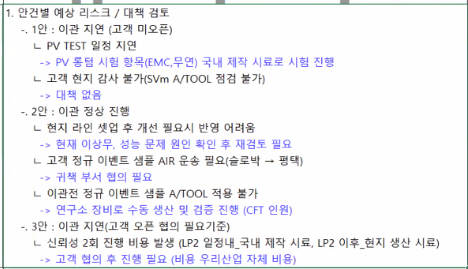 1. 안건별 예상 리스크 / 대책 검토
-. 1안 : 이관 지연 (고객 미오픈)
ㄴ PV TEST 일정 지연
-> PV 롱텀 시험 항목(EMC,무연) 국내 제작 시료로 시험 진행
ㄴ 고객 현지 감사 불가(SVm A/TOOL 점검 불가)
-> 대책 없음
-. 2안 : 이관 정상 진행
ㄴ 현지 라인 셋업 후 개선 필요시 반영 어려움
-> 현재 이상무, 성능 문제 원인 확인 후 재검토 필요
ㄴ 고객 정규 이벤트 샘플 AIR 운송 필요(슬로박 → 평택)
-> 귀책 부서 협의 필요
ㄴ 이관전 정규 이벤트 샘플 A/TOOL 적용 불가
-> 연구소 장비로 수동 생산 및 검증 진행 (CFT 인원)
-. 3안 : 이관 지연(고객 오픈 협의 필요기준)
ㄴ 신뢰성 2회 진행 비용 발생 (LP2 일정내_국내 제작 시료, LP2 이후_현지 생산 시료)
-> 고객 협의 후 진행 필요 (비용 우리산업 자체 비용)